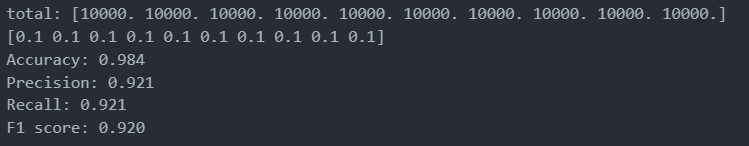 total: [10000. 10000. 10000. 10000. 10000. 10000. 10000. 10000. 10000. 10000.]
[0.1 0.1 0.1 0.1 0.1 0.1 0.1 0.1 0.1 0.1]
Accuracy: 0.984
Precision: 0.921
Recall: 0.921
F1 score: 0.920